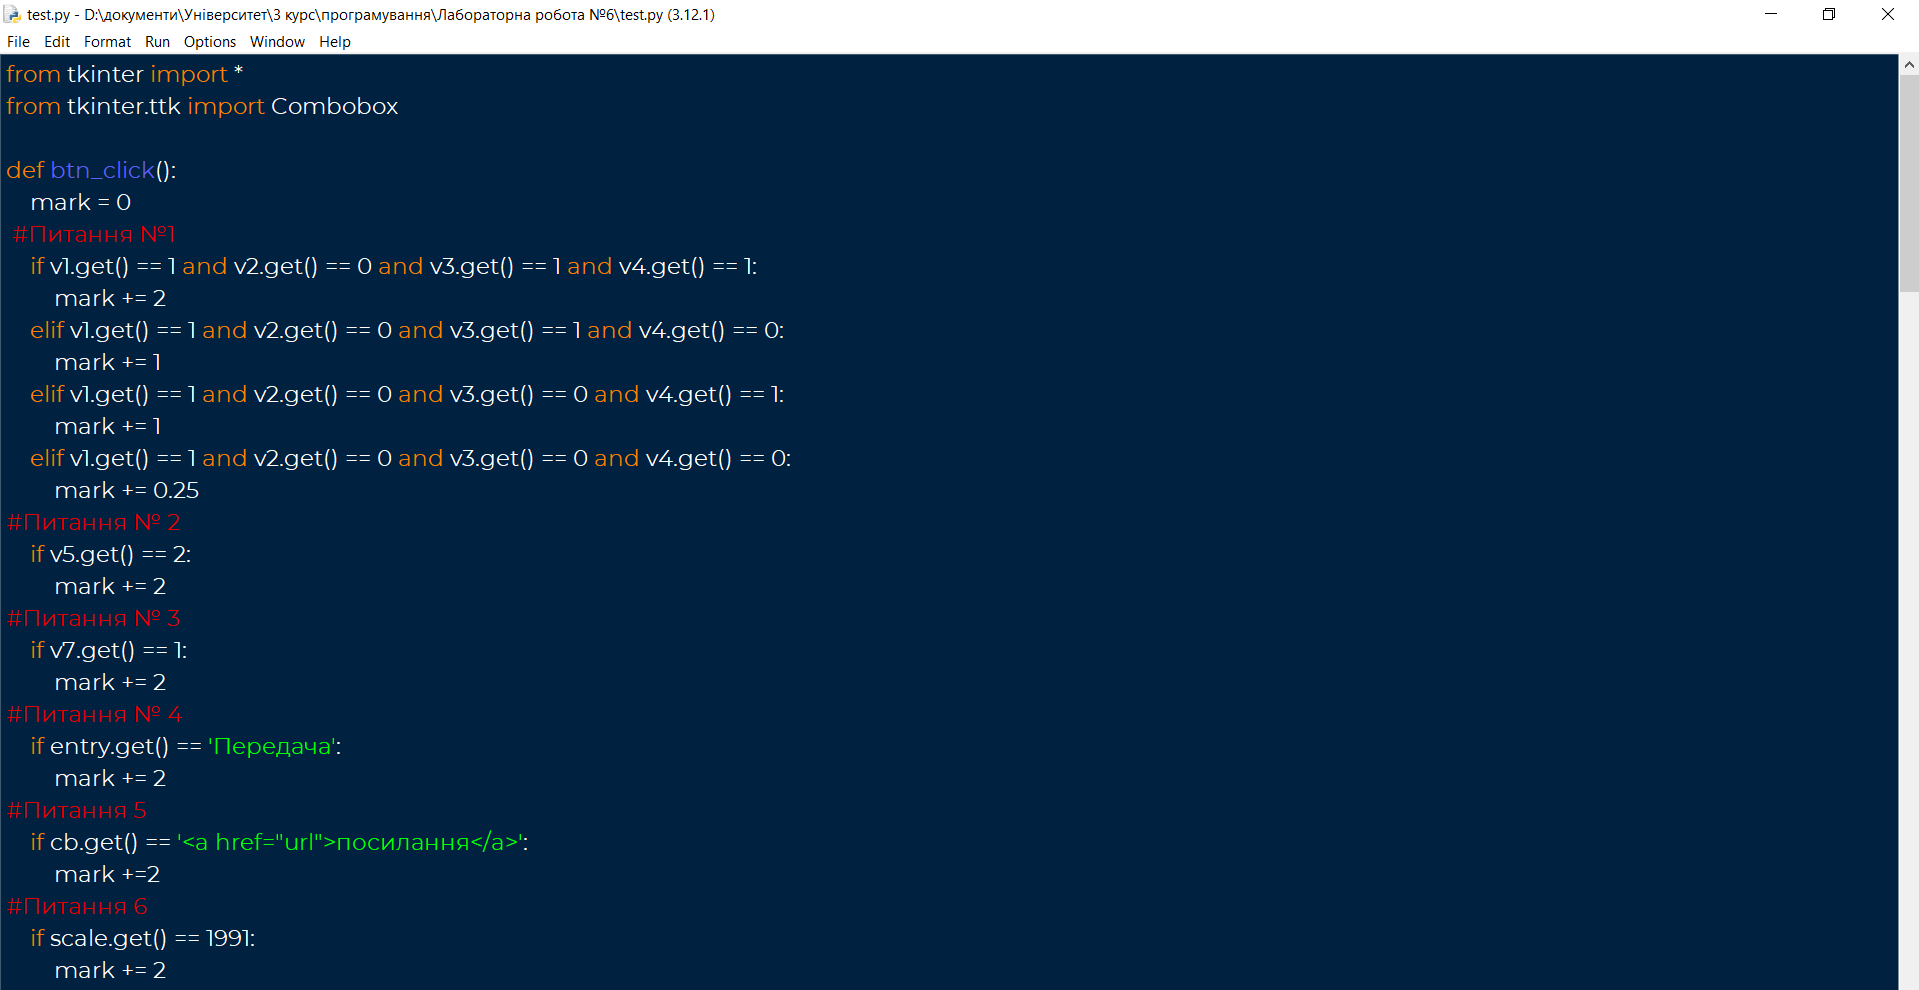 test.py - D:\документи\Університет\3 курс\програмування\Лабораторна робота №6\test.py (3.12.1)
File Edit Format Run Options Window Help
from tkinter import *
from tkinter.ttk import Combobox

def btn_click():
    mark = 0
 #Питання №1
    if v1.get() == 1 and v2.get() == 0 and v3.get() == 1 and v4.get() == 1:
        mark += 2
    elif v1.get() == 1 and v2.get() == 0 and v3.get() == 1 and v4.get() == 0:
        mark += 1
    elif v1.get() == 1 and v2.get() == 0 and v3.get() == 0 and v4.get() == 1:
        mark += 1
    elif v1.get() == 1 and v2.get() == 0 and v3.get() == 0 and v4.get() == 0:
        mark += 0.25
#Питання № 2
    if v5.get() == 2:
        mark += 2
#Питання № 3
    if v7.get() == 1:
        mark += 2
#Питання № 4
    if entry.get() == 'Передача':
        mark += 2
#Питання 5
    if cb.get() == '<a href="url">посилання</a>':
        mark +=2
#Питання 6
    if scale.get() == 1991:
        mark += 2